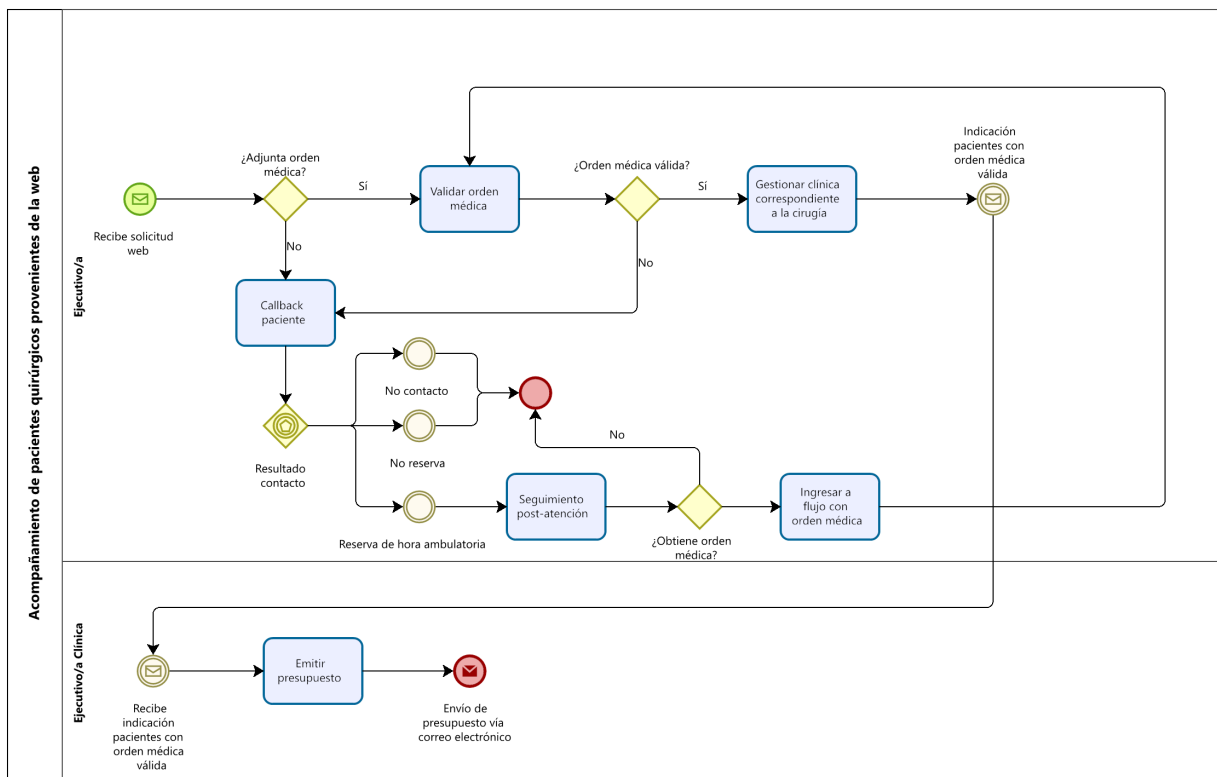 Acompañamiento de pacientes quirúrgicos provenientes de la web
Ejecutivo/a
Recibe solicitud
web
¿Adjunta orden
médica?
Sí
No
Validar orden
médica
¿Orden médica válida?
Sí
No
Gestionar clínica
correspondiente
a la cirugía
Indicación
pacientes con
orden médica
válida
Callback
paciente
Resultado
contacto
No contacto
No reserva
Reserva de hora ambulatoria
Seguimiento
post-atención
No
¿Obtiene orden
médica?
Ingresar a
flujo con
orden médica
Ejecutivo/a Clínica
Recibe
indicación
pacientes con
orden médica
válida
Emitir
presupuesto
Envío de
presupuesto vía
correo electrónico